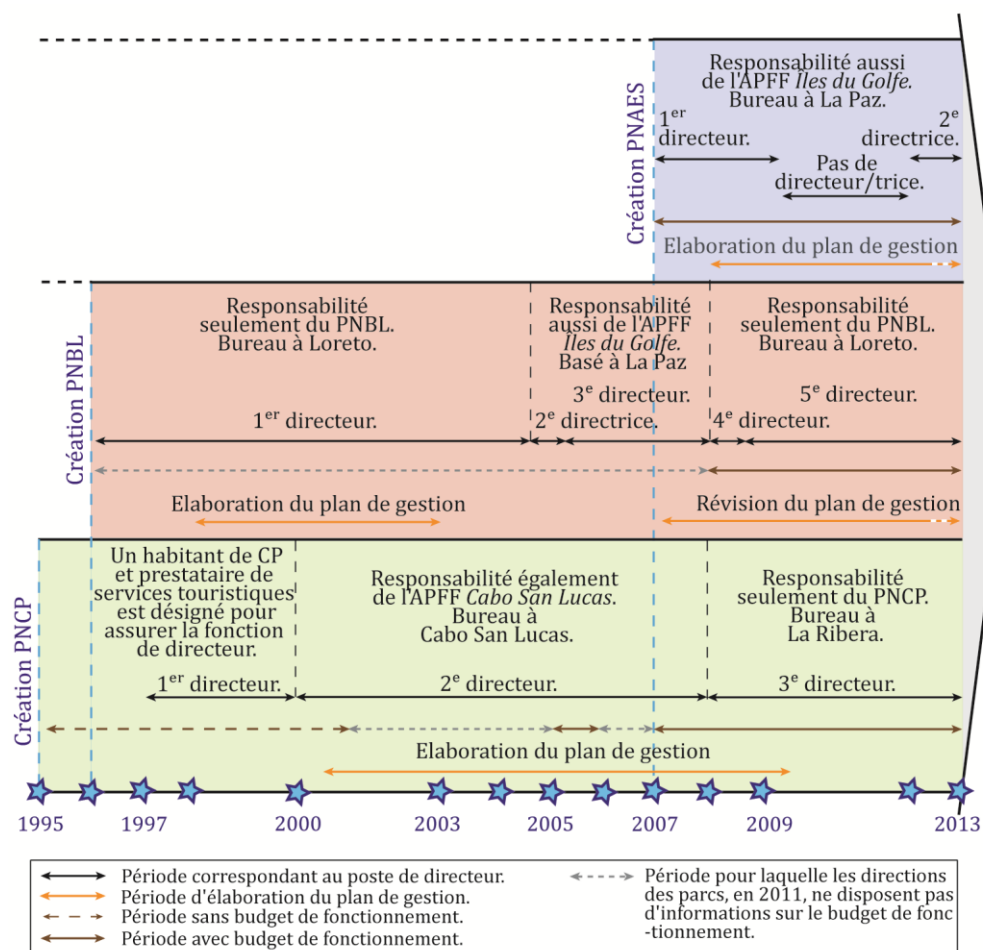 Création PNAES
Responsabilité aussi
de l'APFF Îles du Golfe.
Bureau à La Paz.
1er
directeur.
2e
directrice.
Pas de
directeur/trice.
Elaboration du plan de gestion
Création PNBL
Responsabilité
seulement du PNBL.
Bureau à Loreto.
Responsabilité
aussi de l'APFF
Îles du Golfe.
Basé à La Paz
Responsabilité
seulement du PNBL.
Bureau à Loreto.
1er directeur.
2e directrice.
3e directeur.
4e directeur.
5e directeur.
Elaboration du plan de gestion
Révision du plan de gestion
Création PNCP
Un habitant de CP
et prestataire de
services touristiques
est désigné pour
assurer la fonction
de directeur.
Responsabilité également
de l'APFF Cabo San Lucas.
Bureau à
Cabo San Lucas.
Responsabilité
seulement du PNCP.
Bureau à
La Ribera.
1er directeur.
2e directeur.
3e directeur.
Elaboration du plan de gestion
1995 1997 2000 2003 2005 2007 2009 2013
Période correspondant au poste de directeur.
Période d'élaboration du plan de gestion.
Période sans budget de fonctionnement.
Période avec budget de fonctionnement.
Période pour laquelle les directions
des parcs, en 2011, ne disposent pas
d'informations sur le budget de fonc
-tionnement.